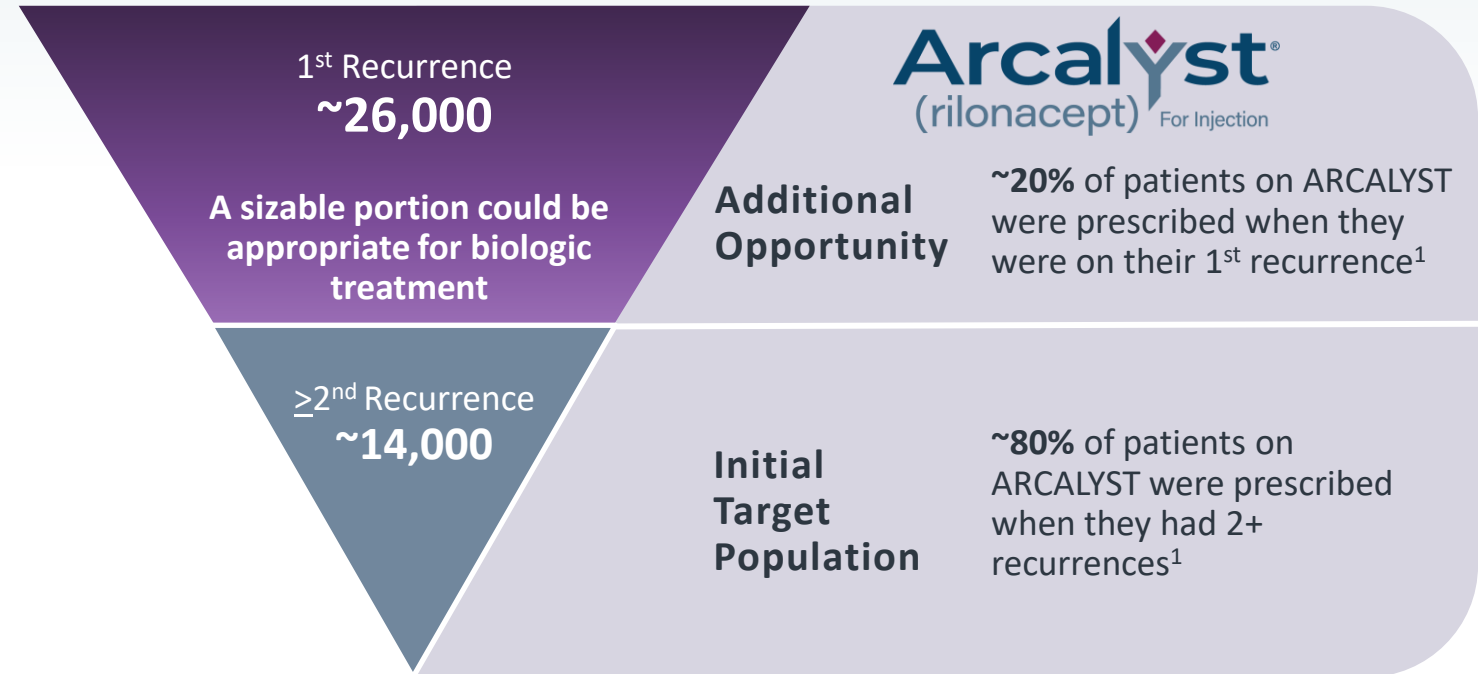 1st Recurrence
~26,000
A sizable portion could be
appropriate for biologic
treatment
Arcalyst®
(rilonacept) For Injection
Additional
Opportunity
~20% of patients on ARCALYST
were prescribed when they
were on their 1st recurrence1
≥2nd Recurrence
~14,000
Initial
Target
Population
~80% of patients on
ARCALYST were prescribed
when they had 2+
recurrences1